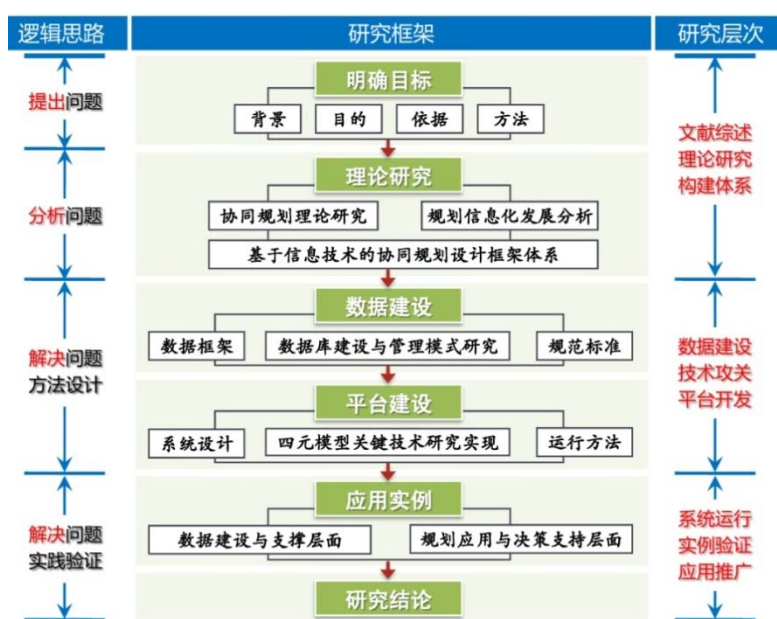 逻辑思路
研究框架
研究层次
提出问题
分析问题
解决问题
方法设计
解决问题
实践验证
明确目标
背景
目的
依据
方法
理论研究
协同规划理论研究
规划信息化发展分析
基于信息技术的协同规划设计框架体系
数据建设
数据框架
数据库建设与管理模式研究
规范标准
平台建设
系统设计
四元模型关键技术研究实现
运行方法
应用实例
数据建设与支撑层面
规划应用与决策支持层面
研究结论
文献综述
理论研究
构建体系
数据建设
技术攻关
平台开发
系统运行
实例验证
应用推广